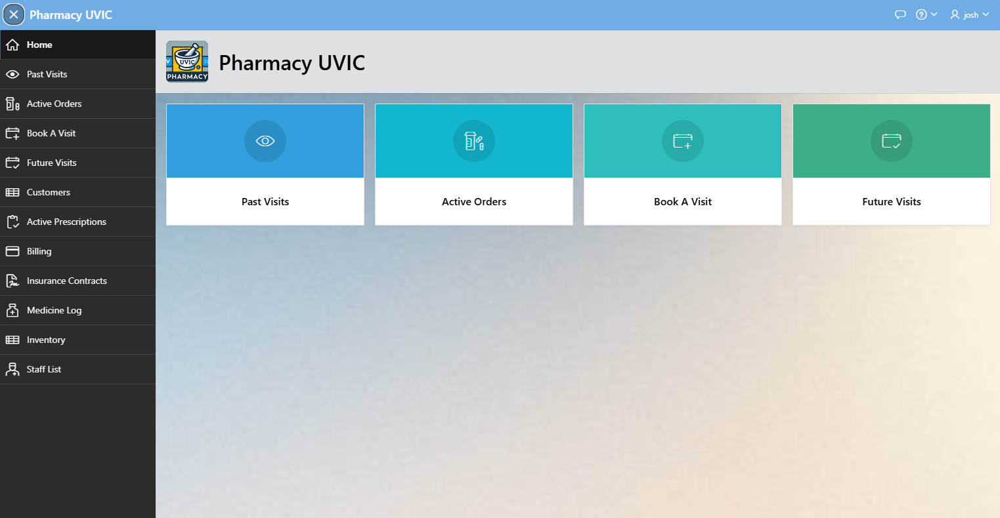 Pharmacy UVIC
josh
Home
Past Visits
Active Orders
Book A Visit
Future Visits
Customers
Active Prescriptions
Billing
Insurance Contracts
Medicine Log
Inventory
Staff List
UVIC
PHARMACY
Pharmacy UVIC
Past Visits
Active Orders
Book A Visit
Future Visits